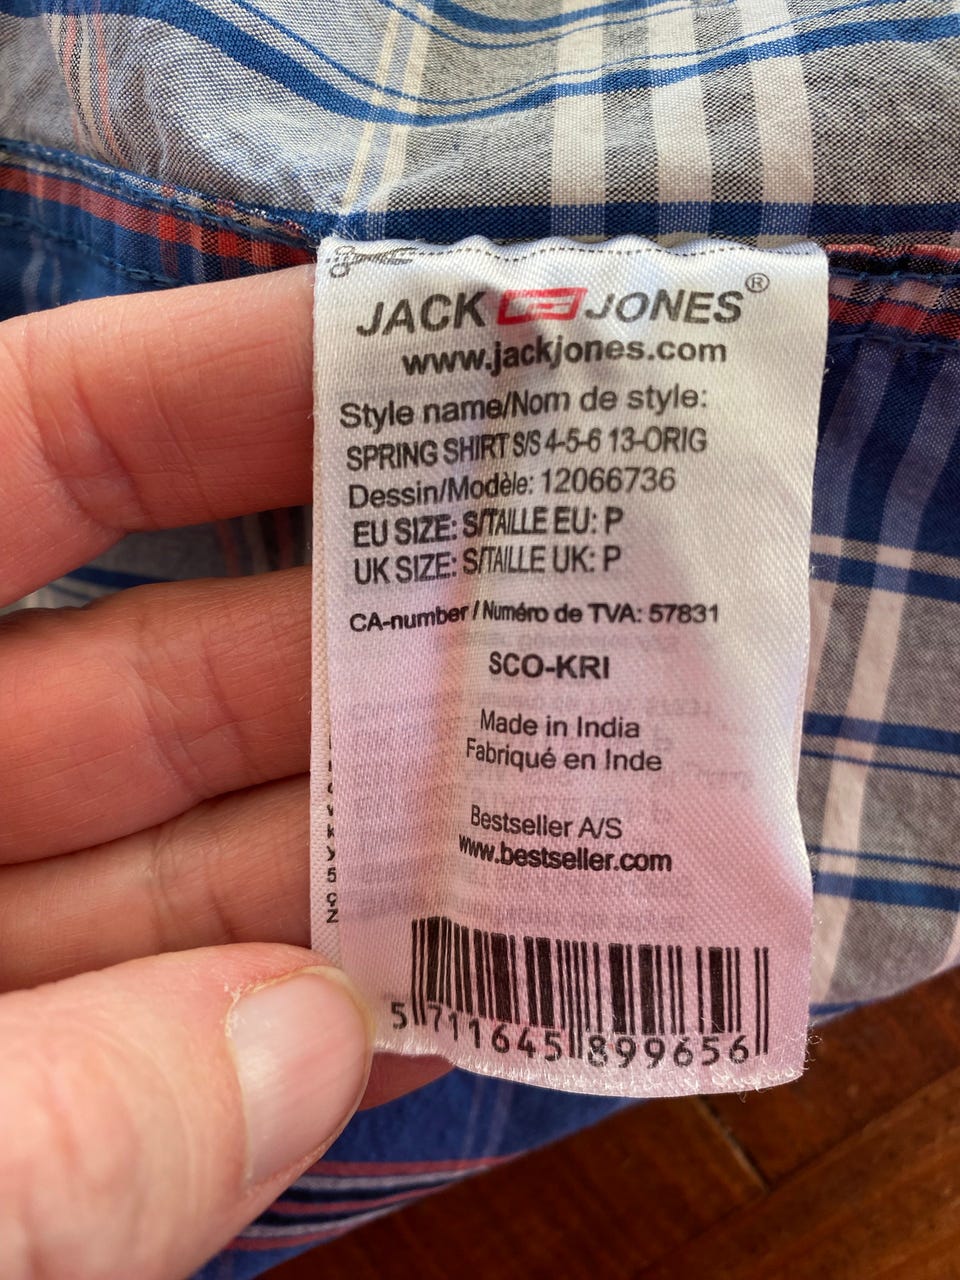 JACK JONES®
www.jackjones.com
Style name/Nom de style:
SPRING SHIRT S/S 4-5-6 13-ORIG
Dessin/Modèle: 12066736
EU SIZE: S/TAILLE EU: P
UK SIZE: S/TAILLE UK: P
CA-number / Numéro de TVA: 57831
SCO-KRI
Made in India
Fabriqué en Inde
Bestseller A/S
www.bestseller.com
5 711645 899656